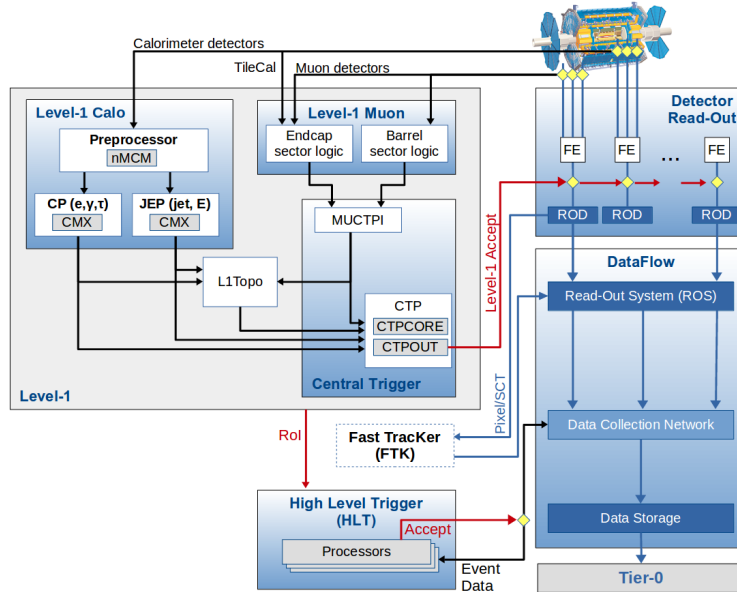 Calorimeter detectors
TileCal
Muon detectors
Level-1 Calo
Preprocessor
nMCM
CP (e,γ,τ)
CMX
JEP (jet, E)
CMX
Level-1 Muon
Endcap
sector logic
Barrel
sector logic
MUCTPI
L1Topo
CTP
CTPCORE
CTPOUT
Central Trigger
Level-1
Level-1 Accept
Detector
Read-Out
FE
FE
...
FE
ROD
ROD
ROD
DataFlow
Read-Out System (ROS)
Data Collection Network
Data Storage
Tier-0
Pixel/SCT
Fast TracKer
(FTK)
RoI
High Level Trigger
(HLT)
Accept
Processors
Event
Data